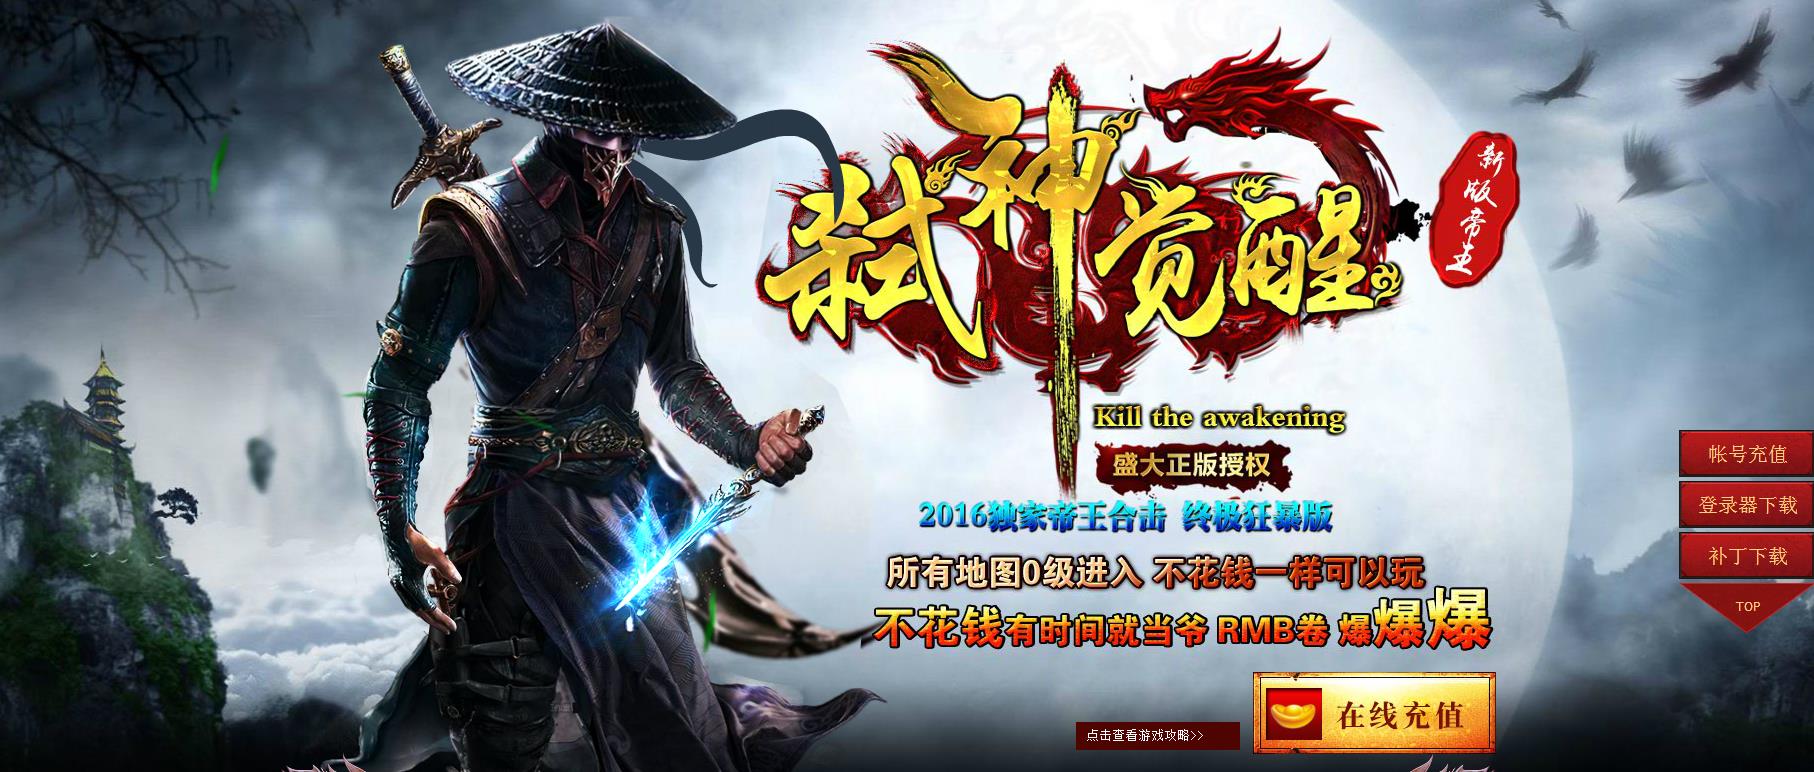 弑神觉醒
新版帝王
Kill the awakening
盛大正版授权
2016独家帝王合击 终极狂暴版
所有地图0级进入 不花钱一样可以玩
不花钱有时间就当爷 RMB卷 爆爆爆
在线充值
点击查看游戏攻略>>
帐号充值
登录器下载
补丁下载
TOP